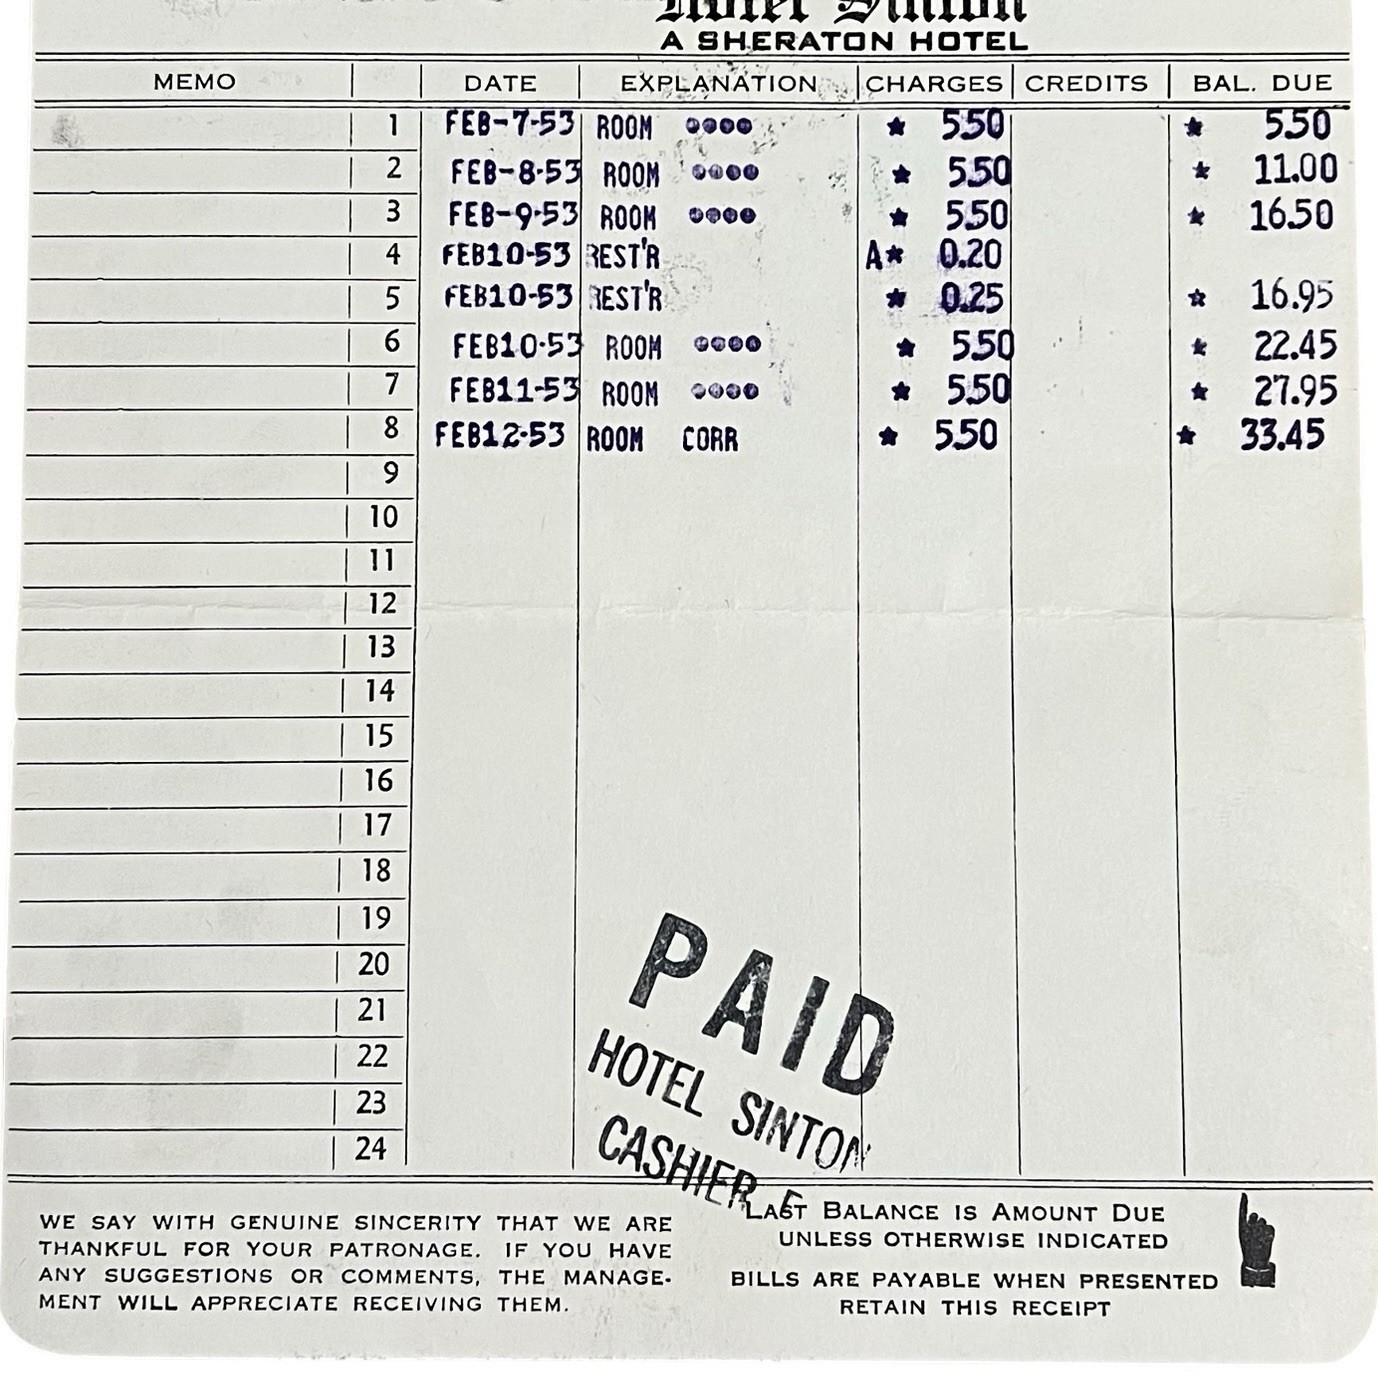 Hotel Sinton
A SHERATON HOTEL
MEMO DATE EXPLANATION CHARGES CREDITS BAL. DUE
1 FEB-7-53 ROOM ★ 5.50 ★ 5.50
2 FEB-8-53 ROOM ★ 5.50 ★ 11.00
3 FEB-9-53 ROOM ★ 5.50 ★ 16.50
4 FEB10-53 REST'R A★ 0.20
5 FEB10-53 REST'R ★ 0.25 ★ 16.95
6 FEB10-53 ROOM ★ 5.50 ★ 22.45
7 FEB11-53 ROOM ★ 5.50 ★ 27.95
8 FEB12-53 ROOM CORR ★ 5.50 ★ 33.45
9
10
11
12
13
14
15
16
17
18
19
20
21
22
23
24
PAID
HOTEL SINTON
CASHIER
WE SAY WITH GENUINE SINCERITY THAT WE ARE
THANKFUL FOR YOUR PATRONAGE. IF YOU HAVE
ANY SUGGESTIONS OR COMMENTS, THE MANAGE-
MENT WILL APPRECIATE RECEIVING THEM.
LAST BALANCE IS AMOUNT DUE
UNLESS OTHERWISE INDICATED
BILLS ARE PAYABLE WHEN PRESENTED
RETAIN THIS RECEIPT